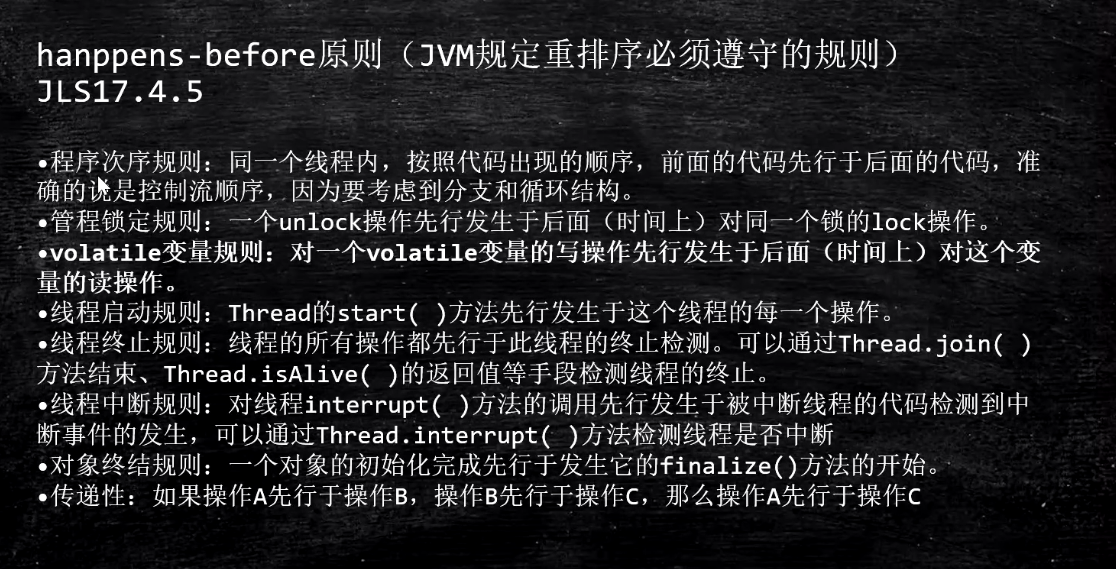 hanppens-before原则（JVM规定重排序必须遵守的规则）
JLS17.4.5
•程序次序规则：同一个线程内，按照代码出现的顺序，前面的代码先行于后面的代码，准
确的说是控制流顺序，因为要考虑到分支和循环结构。
•管程锁定规则：一个unlock操作先行发生于后面（时间上）对同一个锁的lock操作。
•volatile变量规则：对一个volatile变量的写操作先行发生于后面（时间上）对这个变
量的读操作。
•线程启动规则：Thread的start( )方法先行发生于这个线程的每一个操作。
•线程终止规则：线程的所有操作都先行于此线程的终止检测。可以通过Thread.join( )
方法结束、Thread.isAlive( )的返回值等手段检测线程的终止。
•线程中断规则：对线程interrupt( )方法的调用先行发生于被中断线程的代码检测到中
断事件的发生，可以通过Thread.interrupt( )方法检测线程是否中断
•对象终结规则：一个对象的初始化完成先行于发生它的finalize()方法的开始。
•传递性：如果操作A先行于操作B，操作B先行于操作C，那么操作A先行于操作C